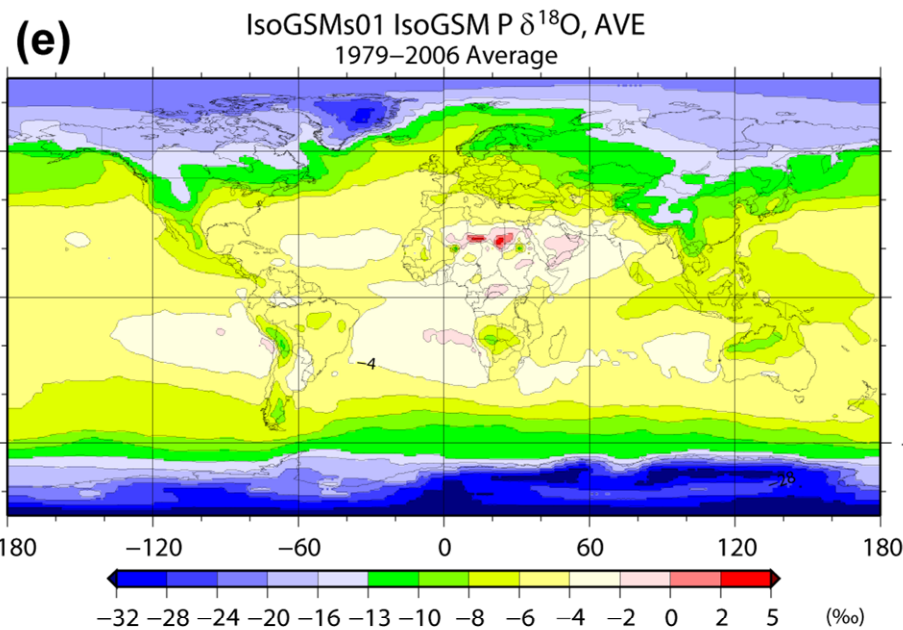 (e)
IsoGSMs01 IsoGSM P δ¹⁸O, AVE
1979–2006 Average
−4
−28
180 −120 −60 0 60 120 180
−32 −28 −24 −20 −16 −13 −10 −8 −6 −4 −2 0 2 5 (‰)